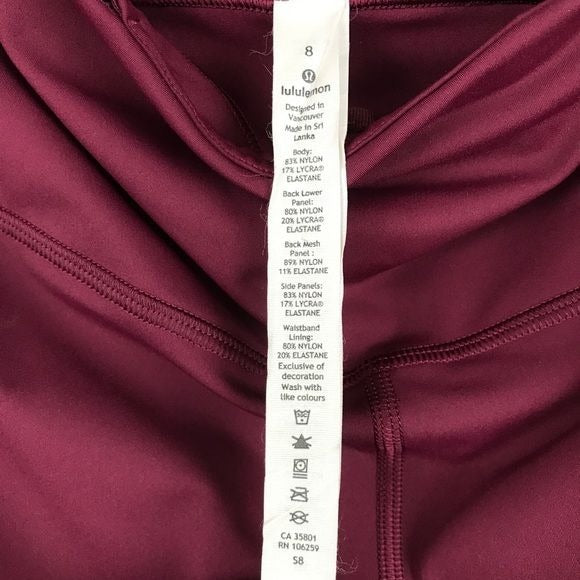 8
lululemon
Designed in
Vancouver
Made in Sri
Lanka
Body:
83% NYLON
17% LYCRA®
ELASTANE
Back Lower
Panel:
80% NYLON
20% LYCRA®
ELASTANE
Back Mesh
Panel :
89% NYLON
11% ELASTANE
Side Panels:
83% NYLON
17% LYCRA®
ELASTANE
Waistband
Lining:
80% NYLON
20% ELASTANE
Exclusive of
decoration
Wash with
like colours
CA 35801
RN 106259
S8